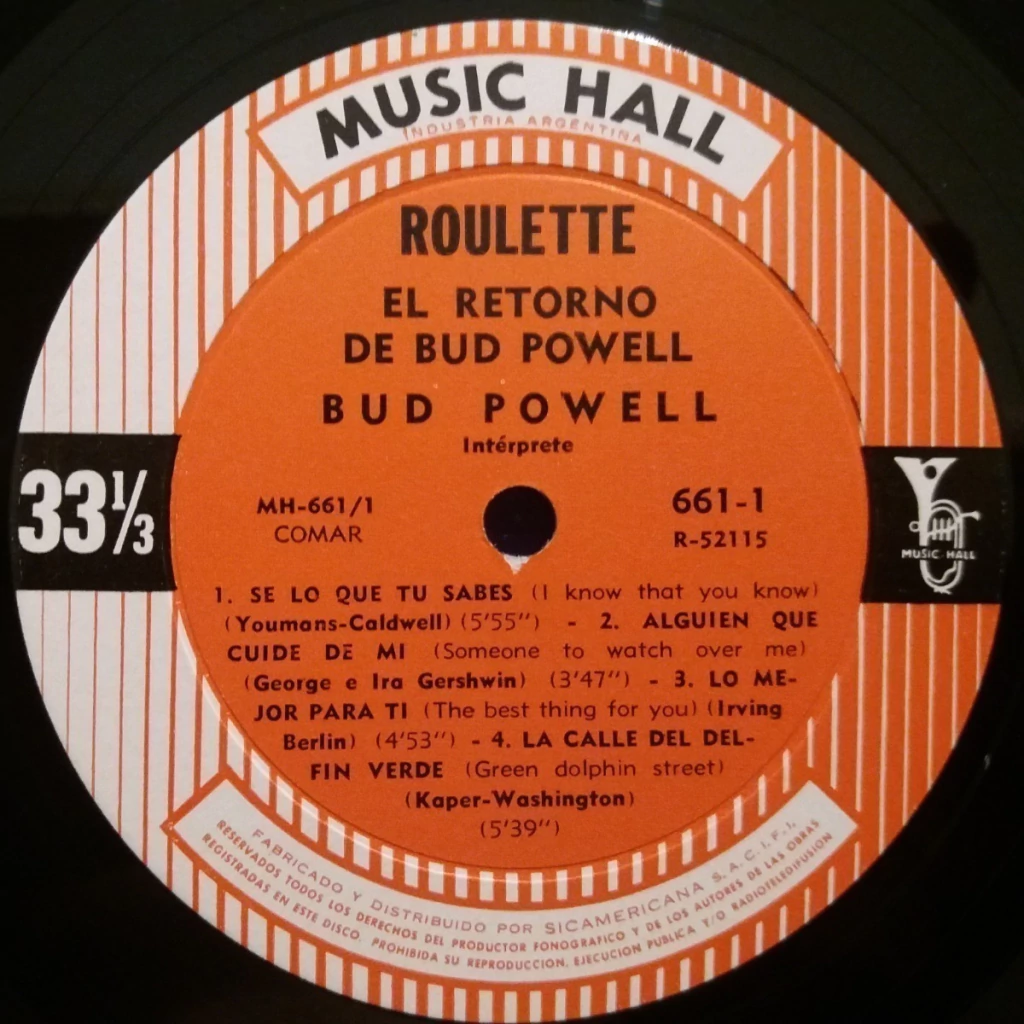 MUSIC HALL
INDUSTRIA ARGENTINA
ROULETTE
EL RETORNO
DE BUD POWELL
BUD POWELL
Intérprete
33⅓
MH-661/1
COMAR
661-1
R-52115
MUSIC HALL
1. SE LO QUE TU SABES (I know that you know)
(Youmans-Caldwell) (5'55") - 2. ALGUIEN QUE
CUIDE DE MI (Someone to watch over me)
(George e Ira Gershwin) (3'47") - 3. LO ME-
JOR PARA TI (The best thing for you) (Irving
Berlin) (4'53") - 4. LA CALLE DEL DEL-
FIN VERDE (Green dolphin street)
(Kaper-Washington)
(5'39")
FABRICADO Y DISTRIBUIDO POR SICAMERICANA S.A.C.I.F.I.
RESERVADOS TODOS LOS DERECHOS DEL PRODUCTOR FONOGRAFICO Y DE LOS AUTORES DE LAS OBRAS
REGISTRADAS EN ESTE DISCO. PROHIBIDA SU REPRODUCCION, EJECUCION PUBLICA Y/O RADIOTELEDIFUSION